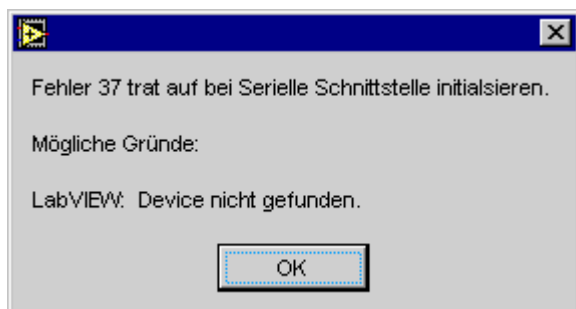 Fehler 37 trat auf bei Serielle Schnittstelle initialsieren.
Mögliche Gründe:
LabVIEW:  Device nicht gefunden.
OK